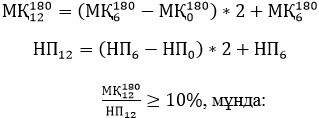 МҚ₁₂¹⁸⁰ = (МҚ₆¹⁸⁰ − МҚ₀¹⁸⁰) ∗ 2 + МҚ₆¹⁸⁰
НП₁₂ = (НП₆ − НП₀) ∗ 2 + НП₆
МҚ₁₂¹⁸⁰ / НП₁₂ ≥ 10%, мұнда: